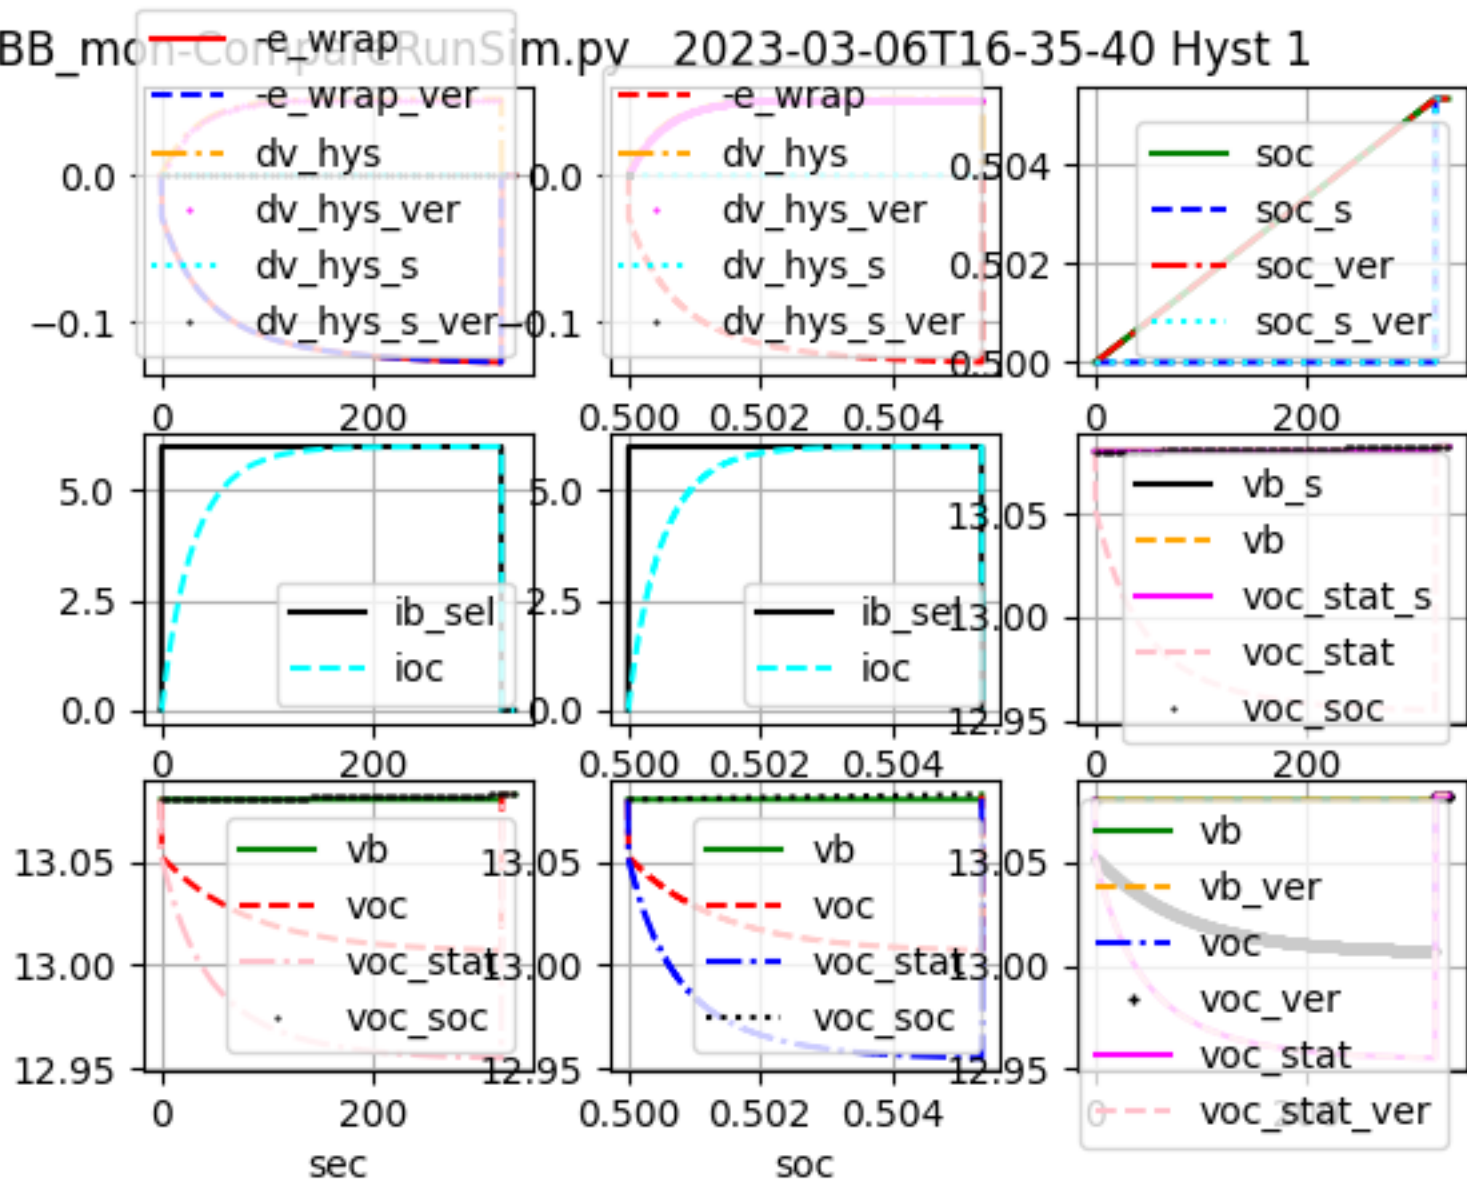 BB_mon-CompareRunSim.py 2023-03-06T16-35-40 Hyst 1
-e_wrap
-e_wrap_ver
dv_hys
dv_hys_ver
dv_hys_s
dv_hys_s_ver
0.0
−0.1
0 200
-e_wrap
dv_hys
dv_hys_ver
dv_hys_s
dv_hys_s_ver
0.0
−0.1
0.500 0.502 0.504
soc
soc_s
soc_ver
soc_s_ver
0.504
0.502
0.500
0 200
5.0
2.5
0.0
ib_sel
ioc
0 200
5.0
2.5
0.0
ib_sel
ioc
0.500 0.502 0.504
13.05
13.00
12.95
vb_s
vb
voc_stat_s
voc_stat
voc_soc
0 200
13.05
13.00
12.95
vb
voc
voc_stat
voc_soc
0 200
sec
13.05
13.00
12.95
vb
voc
voc_stat
voc_soc
0.500 0.502 0.504
soc
13.05
13.00
12.95
vb
vb_ver
voc
voc_ver
voc_stat
voc_stat_ver
0 200